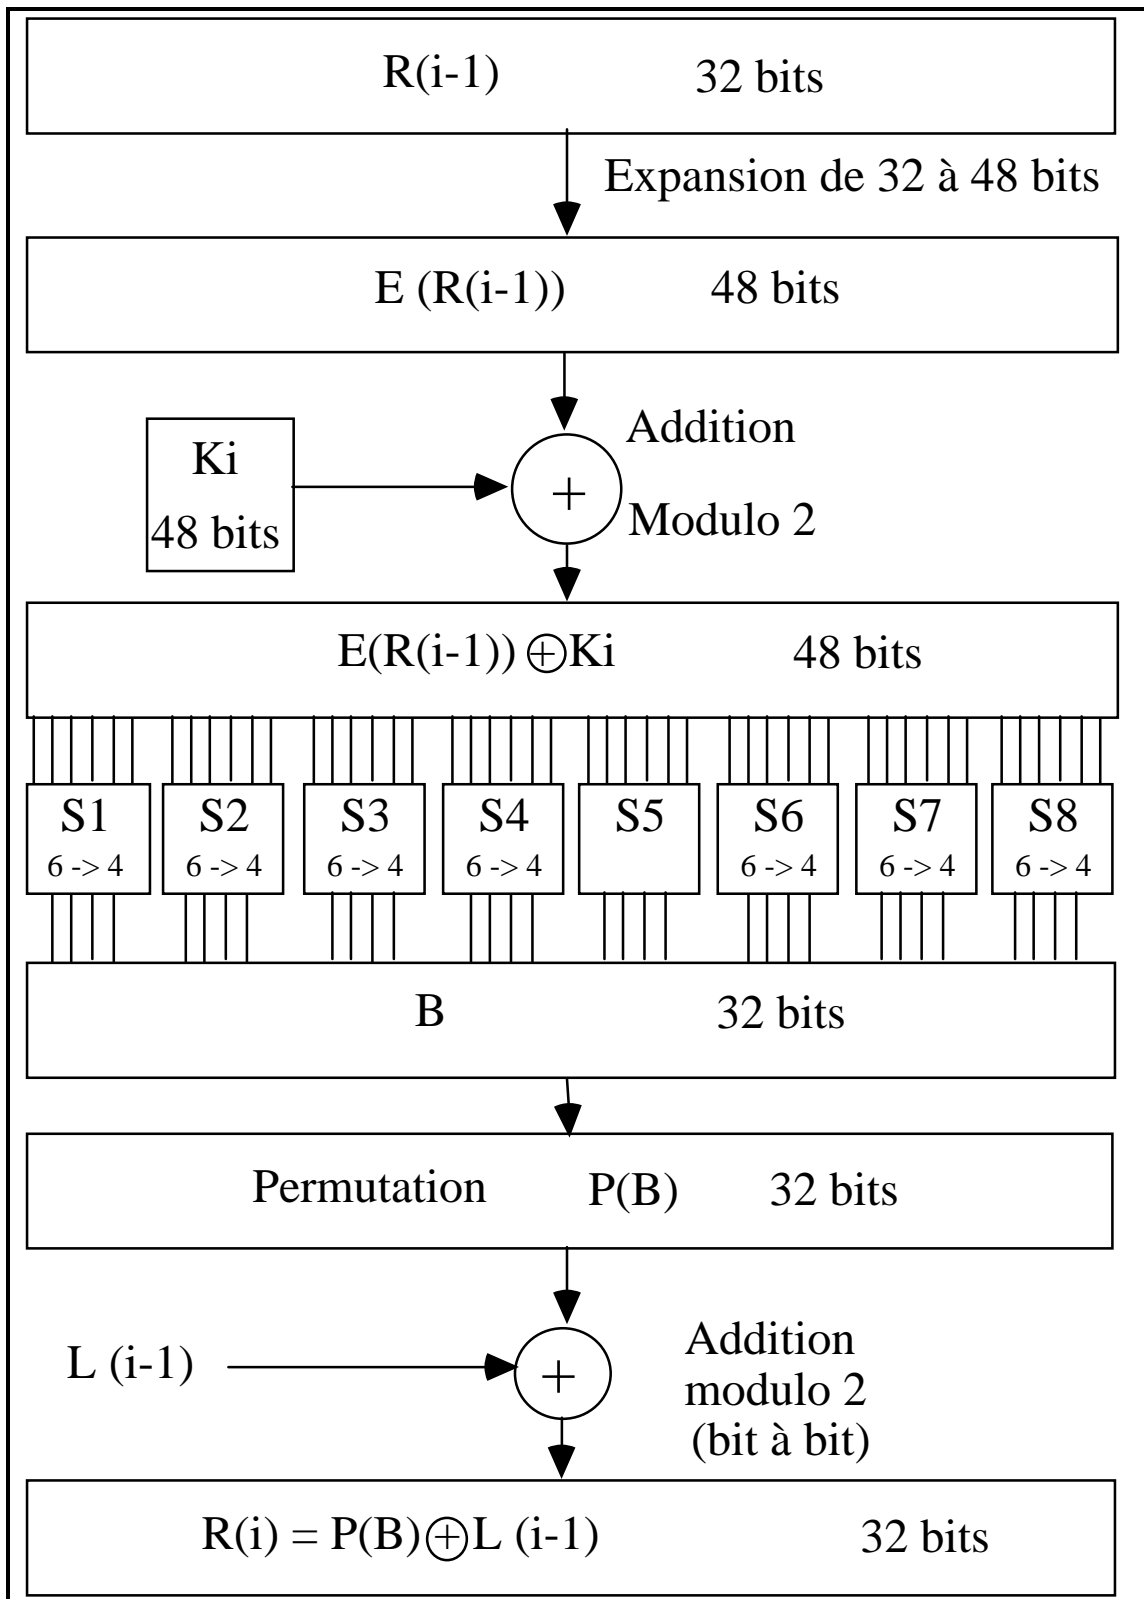 R(i-1) 32 bits
Expansion de 32 à 48 bits
E (R(i-1)) 48 bits
Addition
Ki
48 bits
+
Modulo 2
E(R(i-1)) ⊕ Ki 48 bits
S1 S2 S3 S4 S5 S6 S7 S8
6 -> 4 6 -> 4 6 -> 4 6 -> 4 6 -> 4 6 -> 4 6 -> 4
B 32 bits
Permutation P(B) 32 bits
L (i-1)
+
Addition
modulo 2
(bit à bit)
R(i) = P(B) ⊕ L (i-1) 32 bits